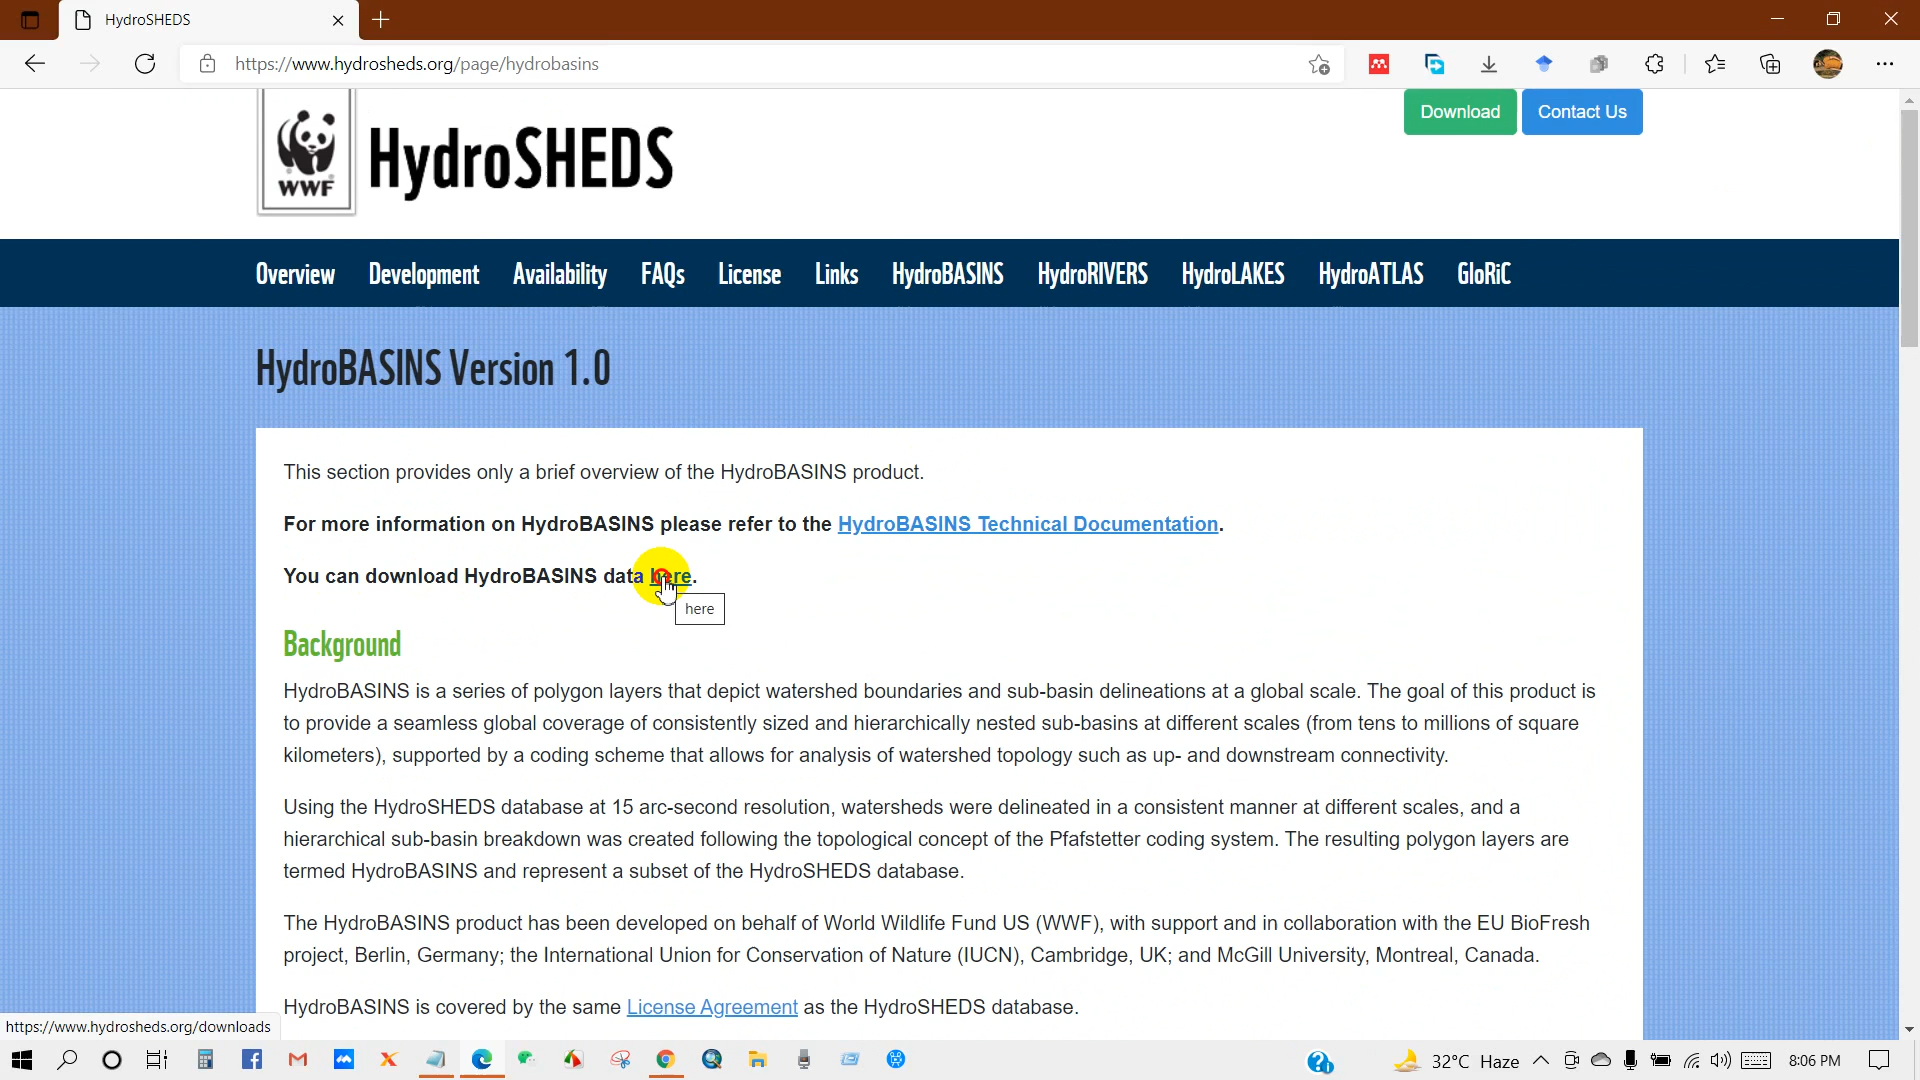 HydroSHEDS
https://www.hydrosheds.org/page/hydrobasins
WWF
HydroSHEDS
Download
Contact Us
Overview Development Availability FAQs License Links HydroBASINS HydroRIVERS HydroLAKES HydroATLAS GloRiC
HydroBASINS Version 1.0
This section provides only a brief overview of the HydroBASINS product.
For more information on HydroBASINS please refer to the HydroBASINS Technical Documentation.
You can download HydroBASINS data here.
here
Background
HydroBASINS is a series of polygon layers that depict watershed boundaries and sub-basin delineations at a global scale. The goal of this product is
to provide a seamless global coverage of consistently sized and hierarchically nested sub-basins at different scales (from tens to millions of square
kilometers), supported by a coding scheme that allows for analysis of watershed topology such as up- and downstream connectivity.
Using the HydroSHEDS database at 15 arc-second resolution, watersheds were delineated in a consistent manner at different scales, and a
hierarchical sub-basin breakdown was created following the topological concept of the Pfafstetter coding system. The resulting polygon layers are
termed HydroBASINS and represent a subset of the HydroSHEDS database.
The HydroBASINS product has been developed on behalf of World Wildlife Fund US (WWF), with support and in collaboration with the EU BioFresh
project, Berlin, Germany; the International Union for Conservation of Nature (IUCN), Cambridge, UK; and McGill University, Montreal, Canada.
HydroBASINS is covered by the same License Agreement as the HydroSHEDS database.
https://www.hydrosheds.org/downloads
32°C Haze
8:06 PM